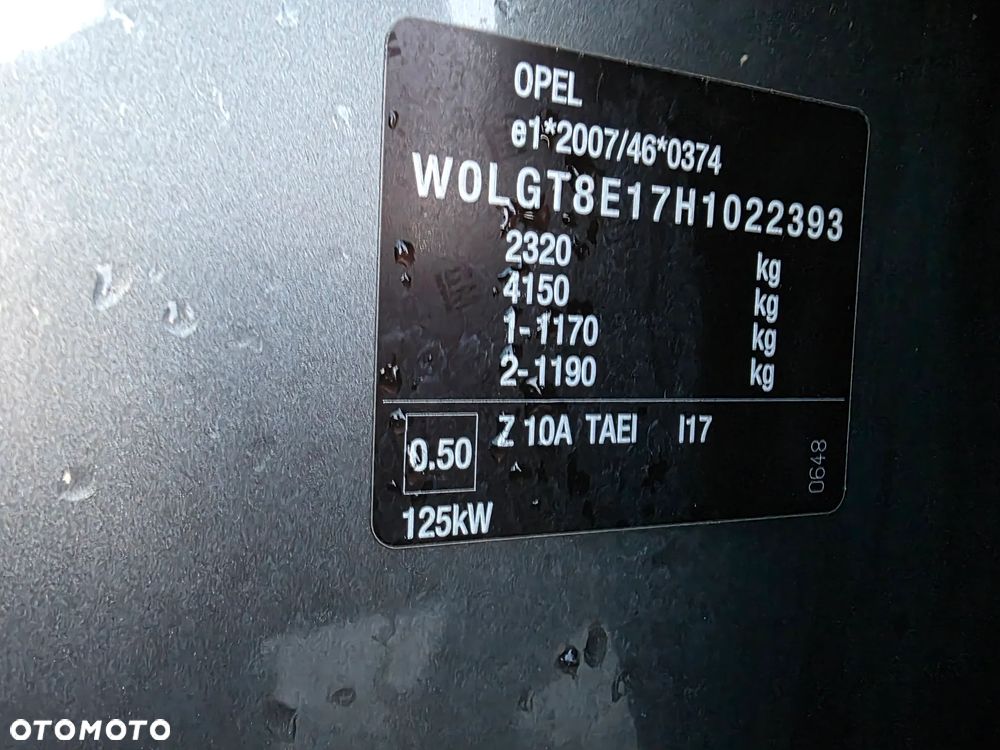 OPEL
e1*2007/46*0374
W0LGT8E17H1022393
2320 kg
4150 kg
1-1170 kg
2-1190 kg
0.50 Z 10A TAEI I17
125kW
0648
OTOMOTO